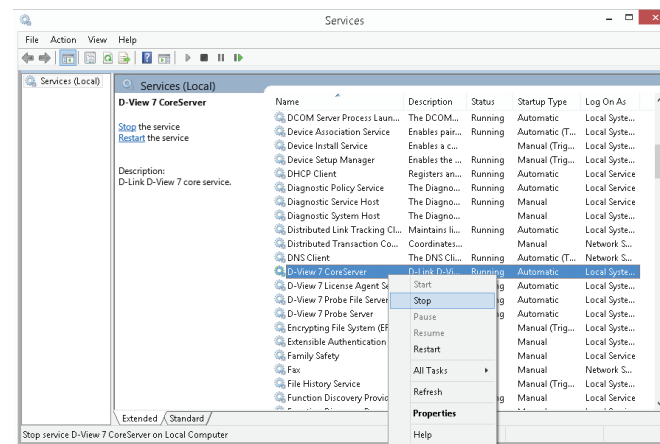 Services
File Action View Help
Services (Local)
Services (Local)
D-View 7 CoreServer
Stop the service
Restart the service
Description:
D-Link D-View 7 core service.
Name Description Status Startup Type Log On As
DCOM Server Process Laun... The DCOM... Running Automatic Local Syste...
Device Association Service Enables pair... Running Automatic (T... Local Syste...
Device Install Service Enables a c... Manual (Trig... Local Syste...
Device Setup Manager Enables the ... Running Manual (Trig... Local Syste...
DHCP Client Registers an... Running Automatic Local Service
Diagnostic Policy Service The Diagno... Running Automatic Local Service
Diagnostic Service Host The Diagno... Running Manual Local Service
Diagnostic System Host The Diagno... Manual Local Syste...
Distributed Link Tracking Cl... Maintains li... Running Automatic Local Syste...
Distributed Transaction Co... Coordinates... Manual Network S...
DNS Client The DNS Cli... Running Automatic (T... Network S...
D-View 7 CoreServer D-Link D-Vi... Running Automatic Local Syste...
D-View 7 License Agent Se Automatic Local Syste...
D-View 7 Probe File Server Automatic Local Syste...
D-View 7 Probe Server Automatic Local Syste...
Encrypting File System (EF Manual (Trig... Local Syste...
Extensible Authentication Manual Local Syste...
Family Safety Manual Local Service
Fax Manual Network S...
File History Service Manual (Trig... Local Syste...
Function Discovery Provic Manual Local Service
Start
Stop
Pause
Resume
Restart
All Tasks
Refresh
Properties
Help
Extended Standard
Stop service D-View 7 CoreServer on Local Computer